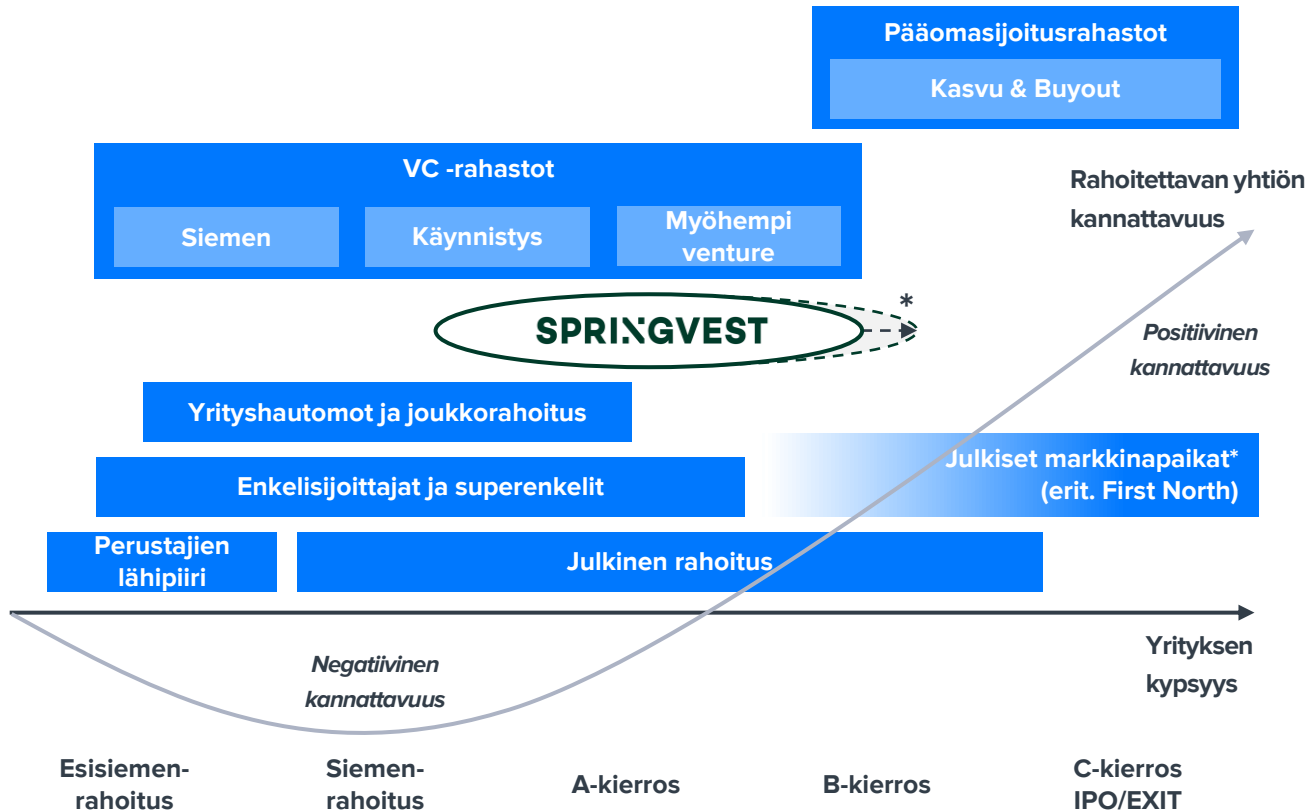 Pääomasijoitusrahastot
Kasvu & Buyout
VC -rahastot
Siemen
Käynnistys
Myöhempi
venture
Rahoitettavan yhtiön
kannattavuus
*
SPRINGVEST
Positiivinen
kannattavuus
Yrityshautomot ja joukkorahoitus
Julkiset markkinapaikat*
(erit. First North)
Enkelisijoittajat ja superenkelit
Perustajien
lähipiiri
Julkinen rahoitus
Negatiivinen
kannattavuus
Yrityksen
kypsyys
Esisiemen-
rahoitus
Siemen-
rahoitus
A-kierros
B-kierros
C-kierros
IPO/EXIT